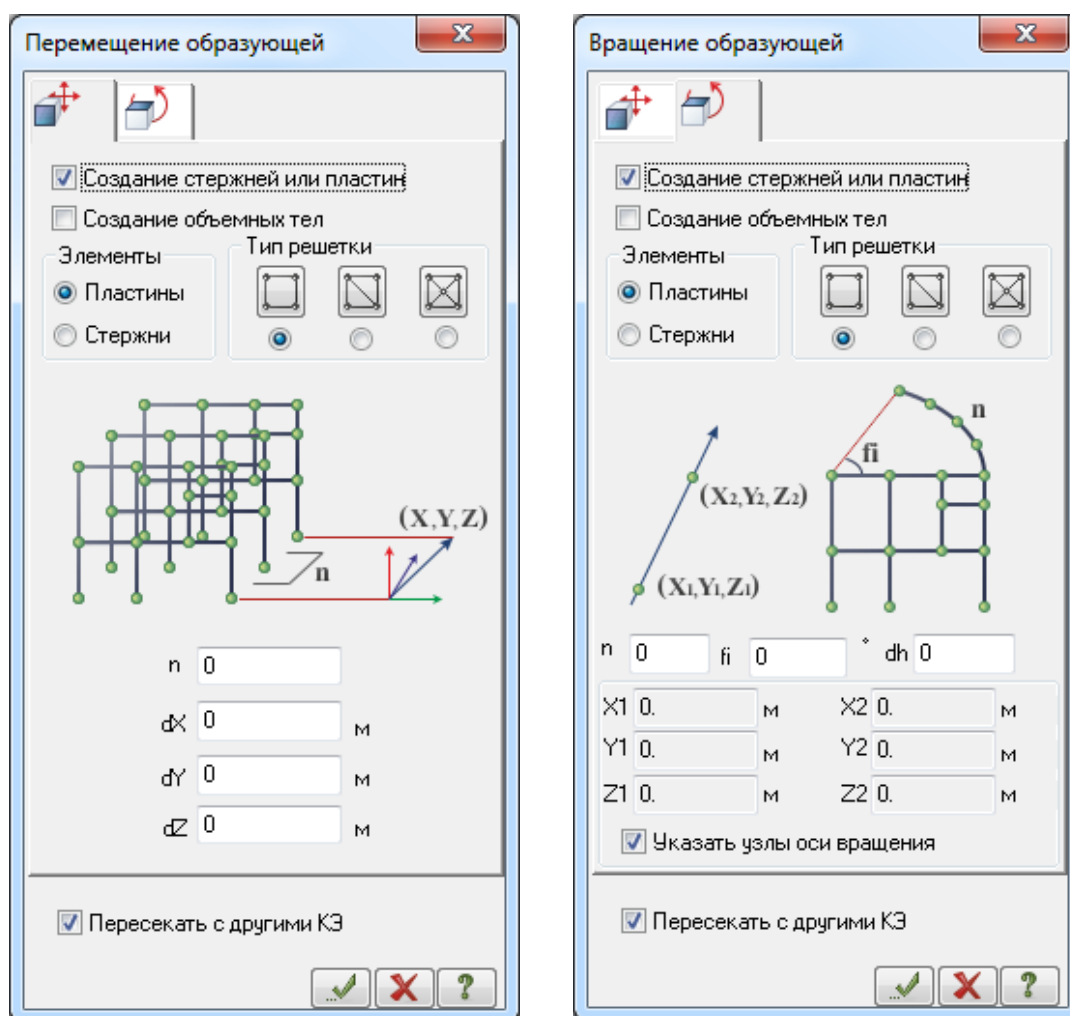 Перемещение образующей
Создание стержней или пластин
Создание объемных тел
Элементы
Тип решетки
Пластины
Стержни
(X,Y,Z)
n
n 0
dX 0 м
dY 0 м
dZ 0 м
Пересекать с другими КЭ
?
Вращение образующей
Создание стержней или пластин
Создание объемных тел
Элементы
Тип решетки
Пластины
Стержни
n
fi
(X2,Y2,Z2)
(X1,Y1,Z1)
n 0 fi 0 ° dh 0
X1 0. м X2 0. м
Y1 0. м Y2 0. м
Z1 0. м Z2 0. м
Указать узлы оси вращения
Пересекать с другими КЭ
?